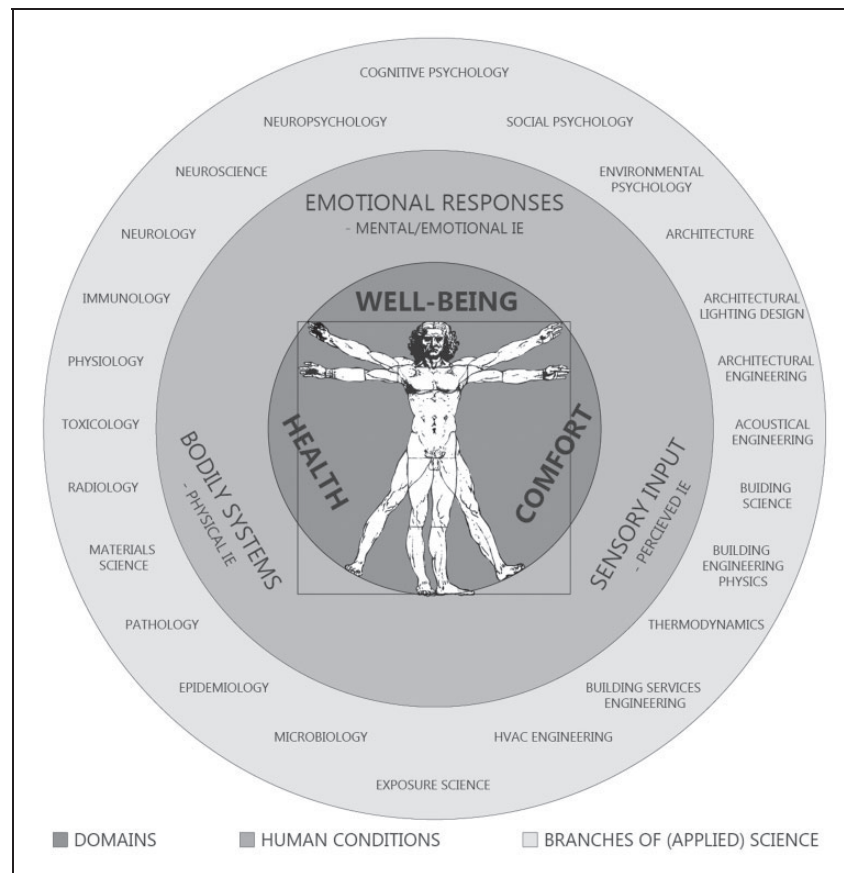 COGNITIVE PSYCHOLOGY
NEUROPSYCHOLOGY
SOCIAL PSYCHOLOGY
NEUROSCIENCE
ENVIRONMENTAL
PSYCHOLOGY
EMOTIONAL RESPONSES
- MENTAL/EMOTIONAL IE
NEUROLOGY
ARCHITECTURE
IMMUNOLOGY
ARCHITECTURAL
LIGHTING DESIGN
WELL-BEING
PHYSIOLOGY
ARCHITECTURAL
ENGINEERING
TOXICOLOGY
ACOUSTICAL
ENGINEERING
HEALTH
COMFORT
BODILY SYSTEMS
- PHYSICAL IE
SENSORY INPUT
- PERCIEVED IE
RADIOLOGY
BUIDING
SCIENCE
MATERIALS
SCIENCE
BUILDING
ENGINEERING
PHYSICS
PATHOLOGY
THERMODYNAMICS
EPIDEMIOLOGY
BUILDING SERVICES
ENGINEERING
MICROBIOLOGY
HVAC ENGINEERING
EXPOSURE SCIENCE
DOMAINS
HUMAN CONDITIONS
BRANCHES OF (APPLIED) SCIENCE